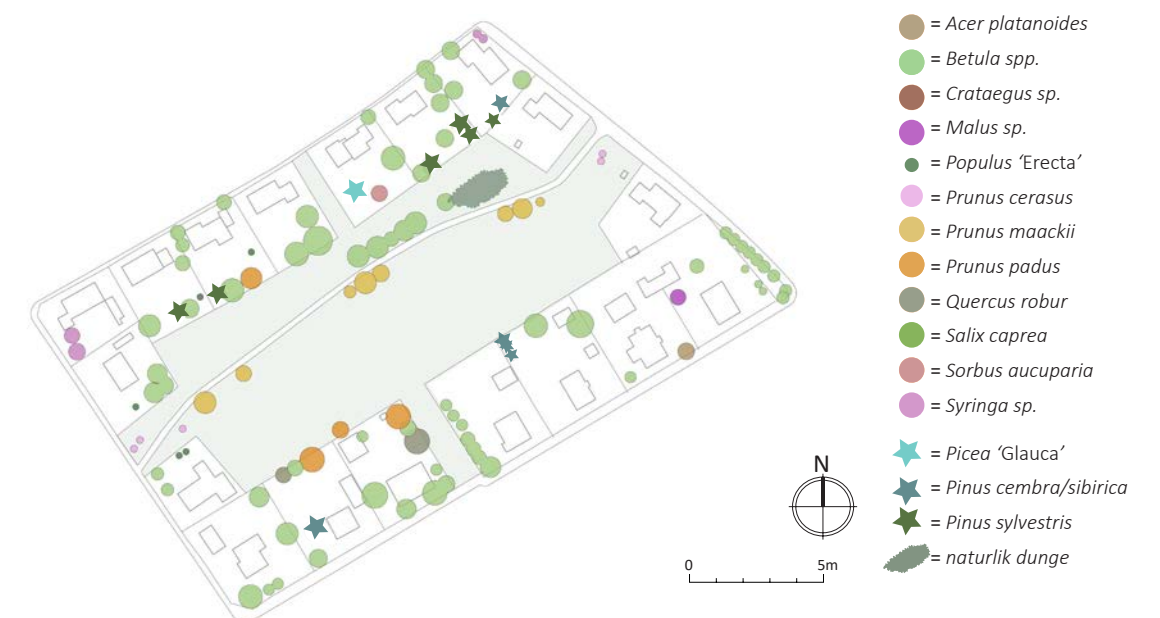 = Acer platanoides
= Betula spp.
= Crataegus sp.
= Malus sp.
= Populus ‘Erecta’
= Prunus cerasus
= Prunus maackii
= Prunus padus
= Quercus robur
= Salix caprea
= Sorbus aucuparia
= Syringa sp.
= Picea ‘Glauca’
= Pinus cembra/sibirica
= Pinus sylvestris
= naturlik dunge
N
0 5m